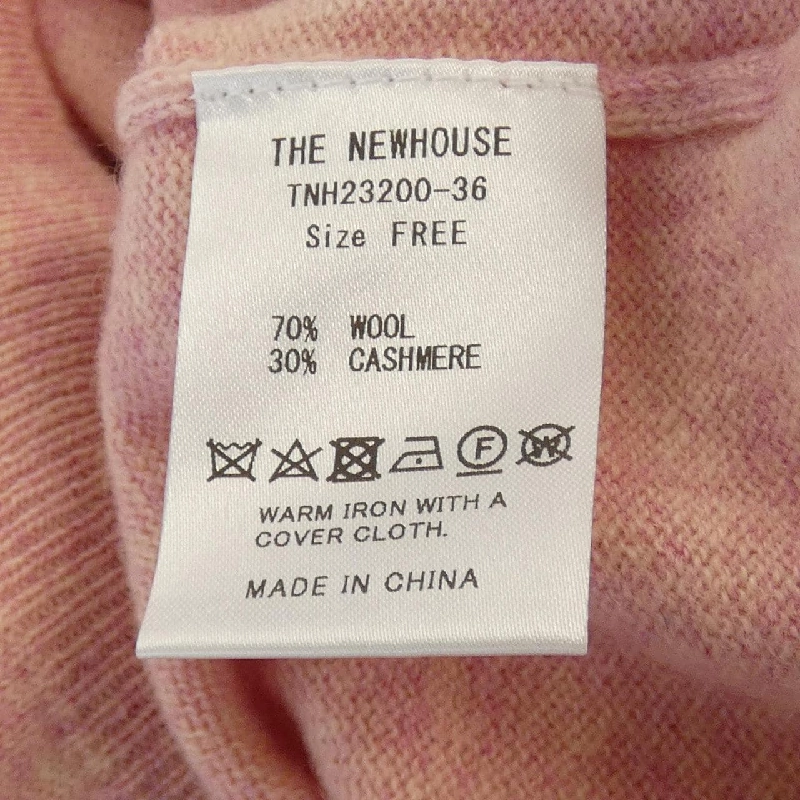 THE NEWHOUSE
TNH23200-36
Size FREE
70% WOOL
30% CASHMERE
F W
WARM IRON WITH A
COVER CLOTH.
MADE IN CHINA